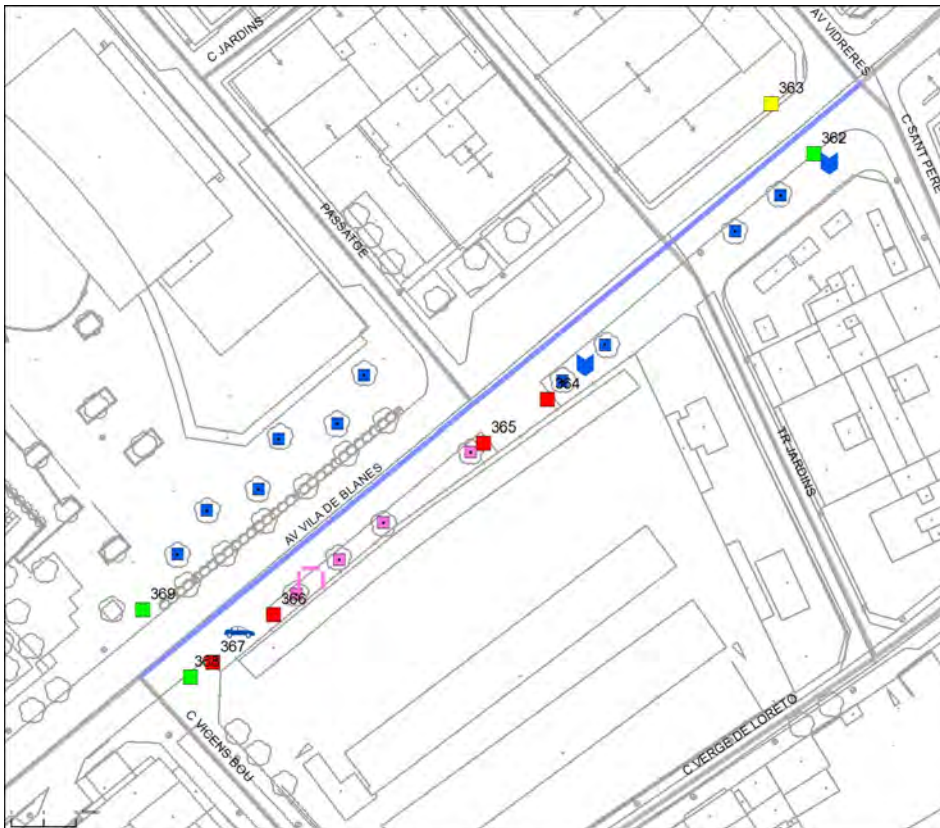 C JARDINS
AV VIDRERES
363
362
C SANT PERE
PASSATGE
364
365
TR JARDINS
AV VILA DE BLANES
369
366
367
368
C VICENS BOU
C VERGE DE LORETO